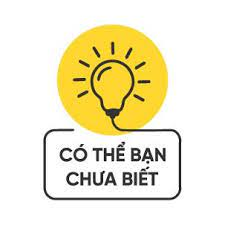 CÓ THỂ BẠN
CHƯA BIẾT